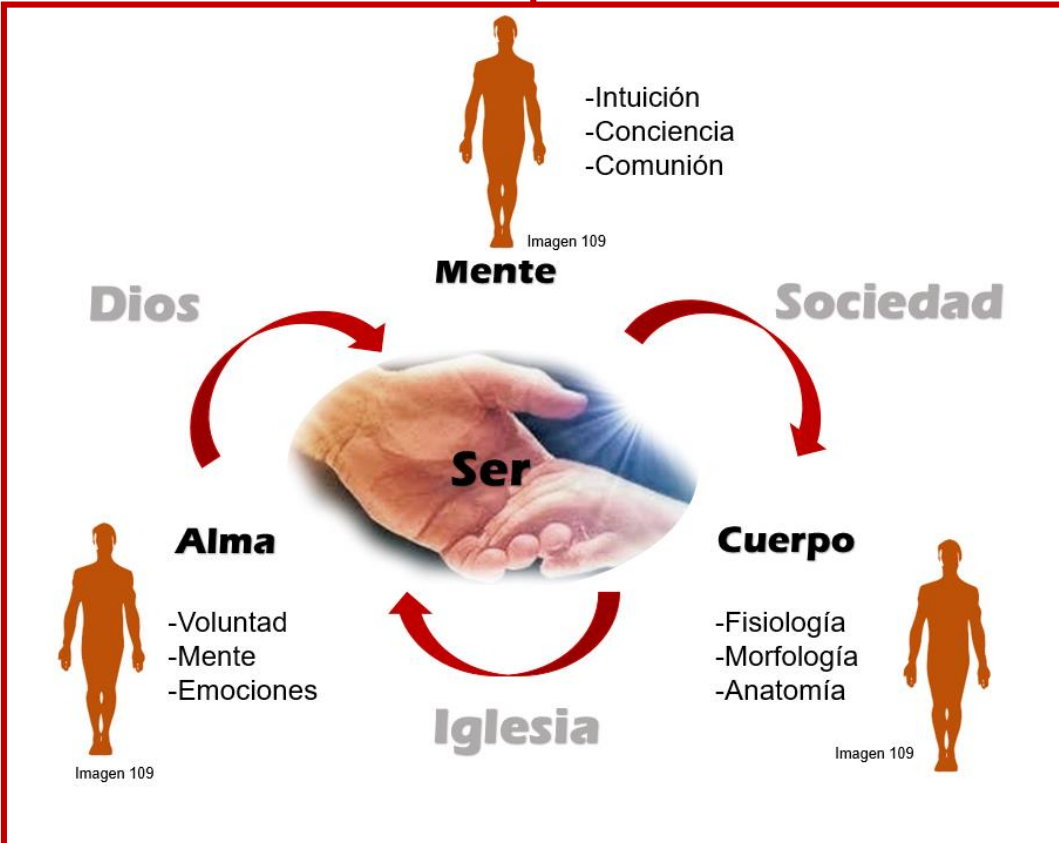 -Intuición
-Conciencia
-Comunión
Imagen 109
Mente
Dios
Sociedad
Ser
Alma
-Voluntad
-Mente
-Emociones
Imagen 109
Cuerpo
-Fisiología
-Morfología
-Anatomía
Imagen 109
Iglesia